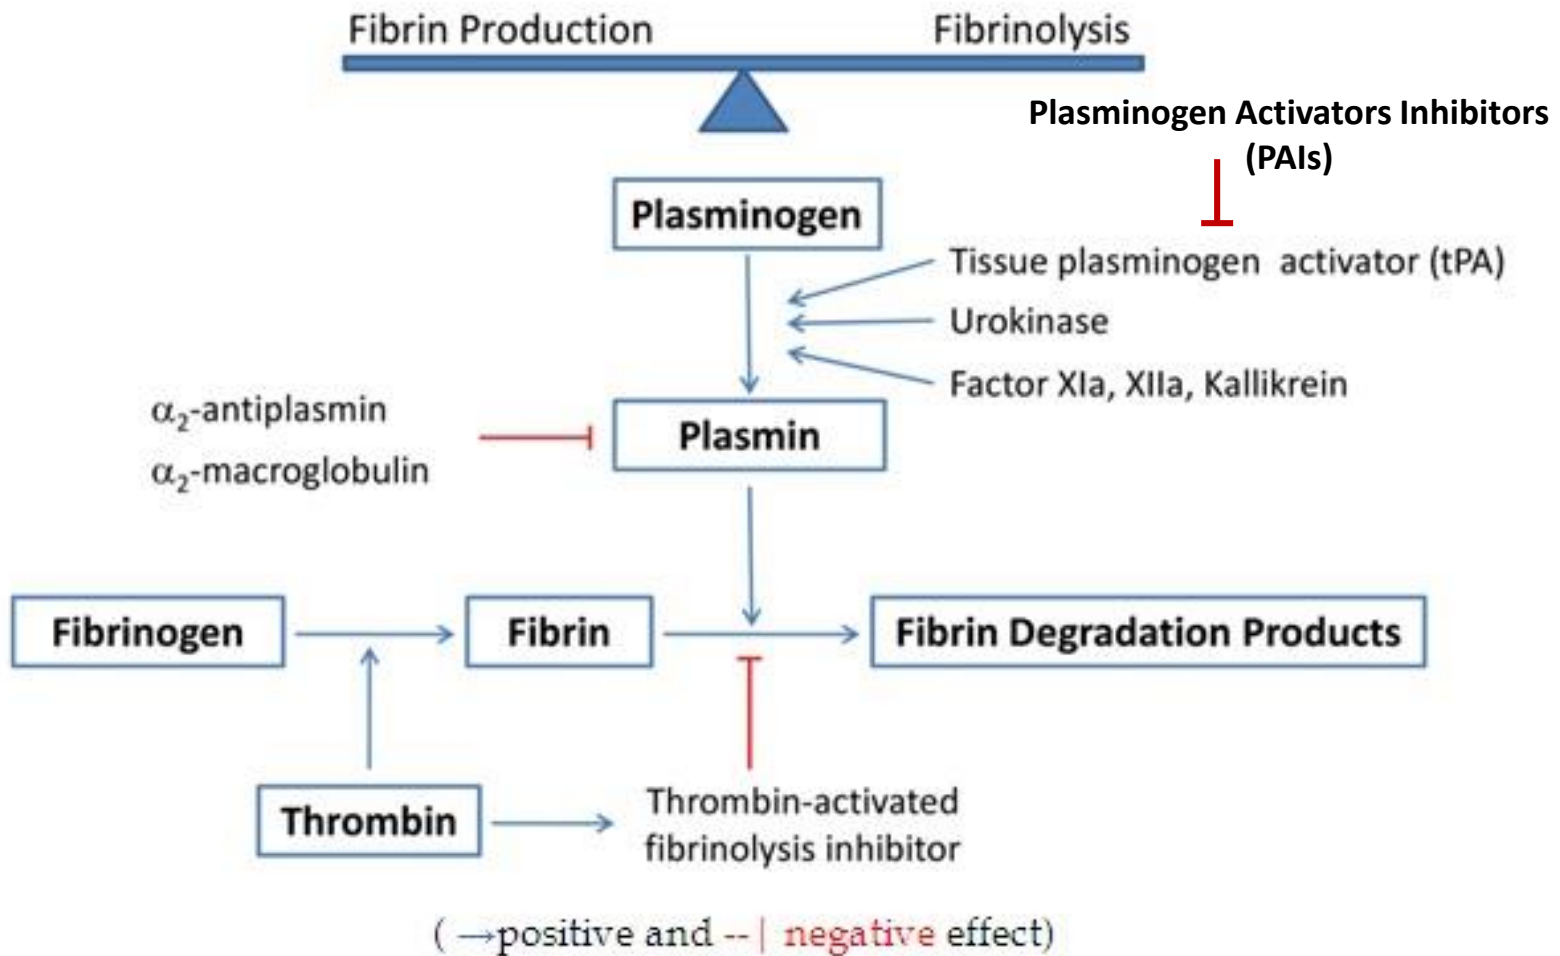 Fibrin Production
Fibrinolysis
Plasminogen Activators Inhibitors
(PAIs)
Plasminogen
Tissue plasminogen activator (tPA)
Urokinase
Factor XIa, XIIa, Kallikrein
α₂-antiplasmin
α₂-macroglobulin
Plasmin
Fibrinogen
Fibrin
Fibrin Degradation Products
Thrombin
Thrombin-activated
fibrinolysis inhibitor
( →positive and --| negative effect)